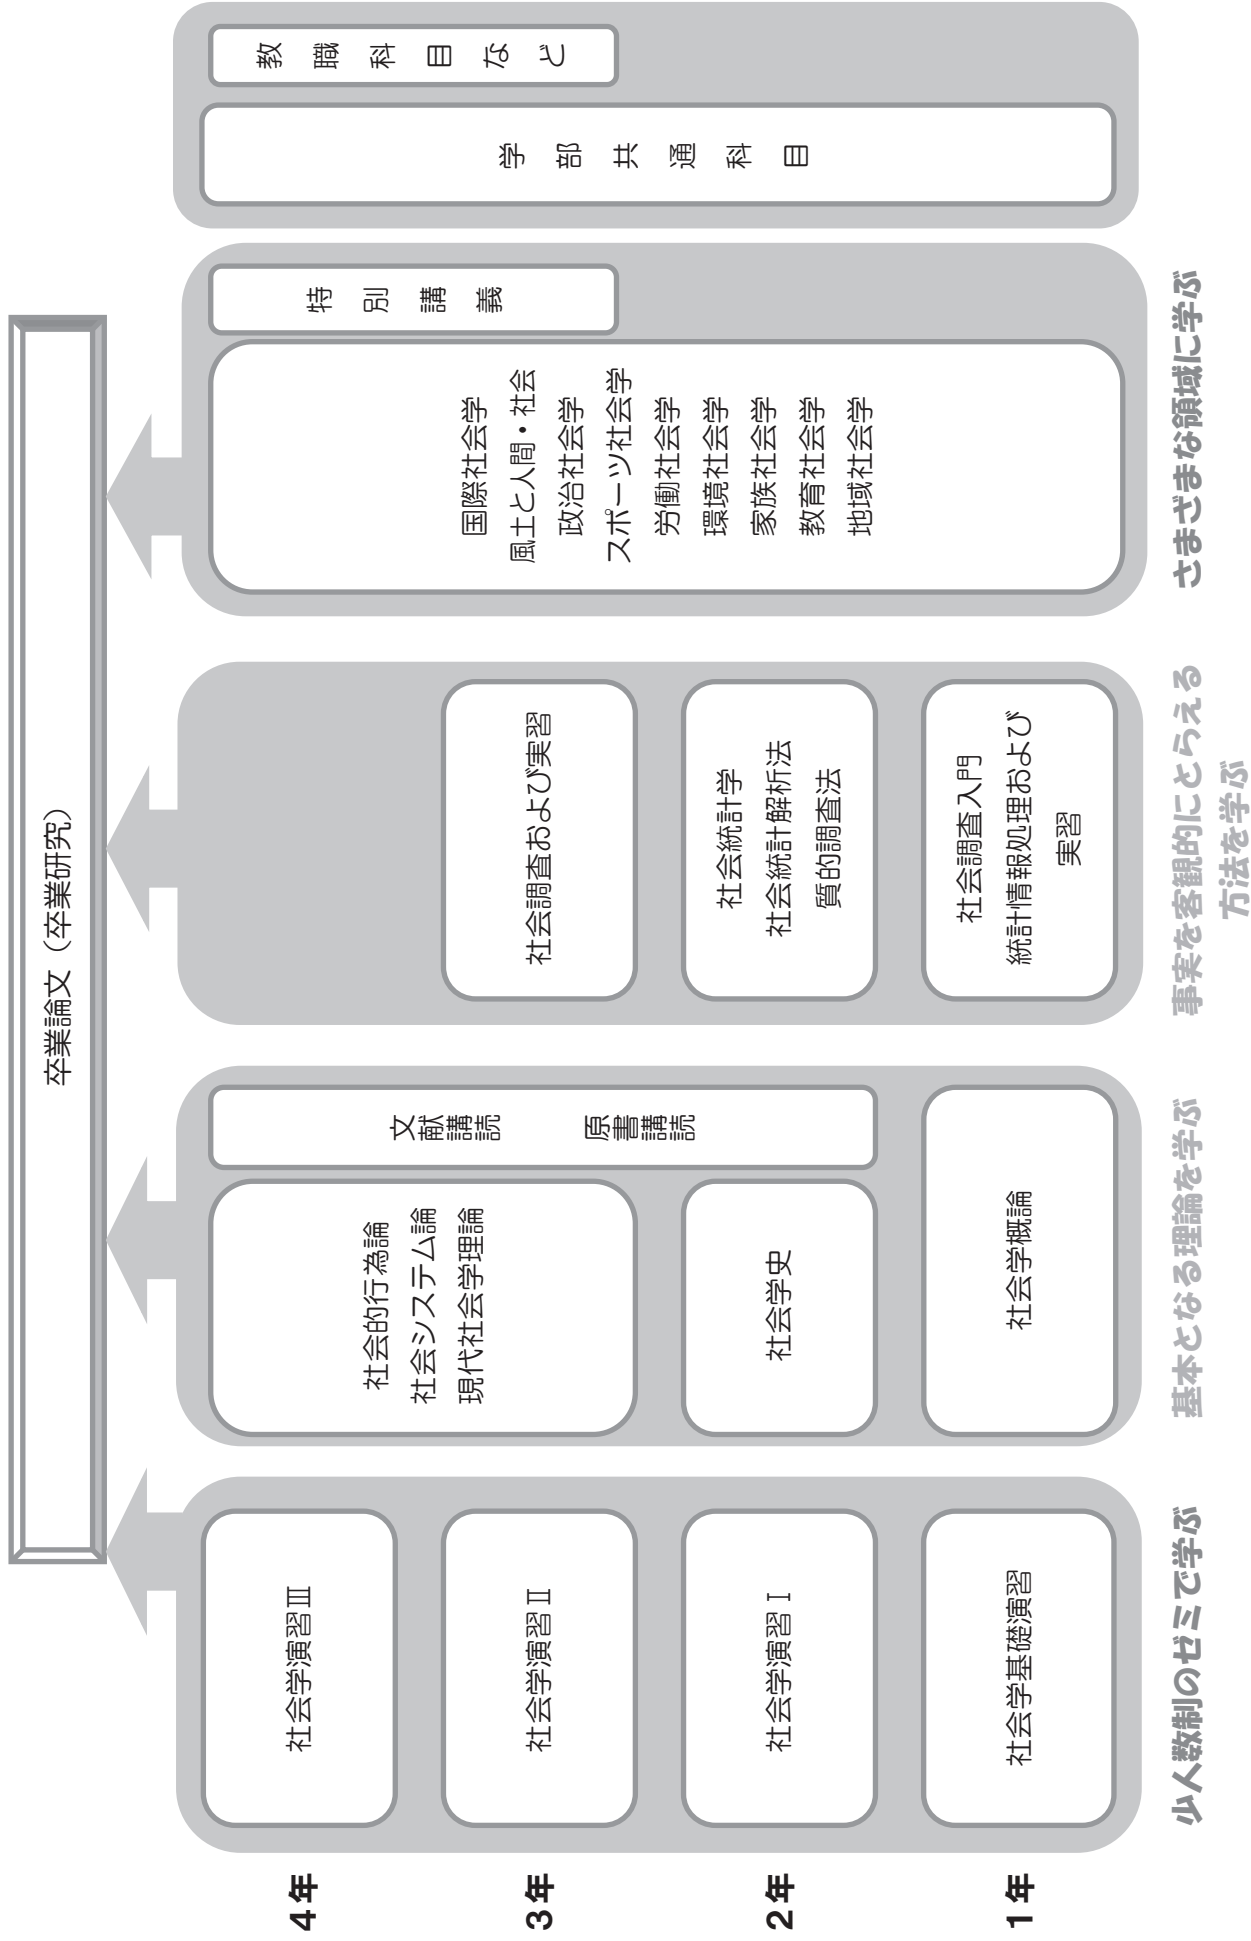 卒業論文（卒業研究）
4年
3年
2年
1年
社会学演習Ⅲ
社会学演習Ⅱ
社会学演習Ⅰ
社会学基礎演習
少人数制のゼミで学ぶ
社会的行為論
社会システム論
現代社会学理論
文献講読　原書講読
社会学史
社会学概論
基本となる理論を学ぶ
社会調査および実習
社会統計学
社会統計解析法
質的調査法
社会調査入門
統計情報処理および
実習
事実を客観的にとらえる
方法を学ぶ
特別講義
国際社会学
風土と人間・社会
政治社会学
スポーツ社会学
労働社会学
環境社会学
家族社会学
教育社会学
地域社会学
さまざまな領域に学ぶ
教職科目など
学部共通科目